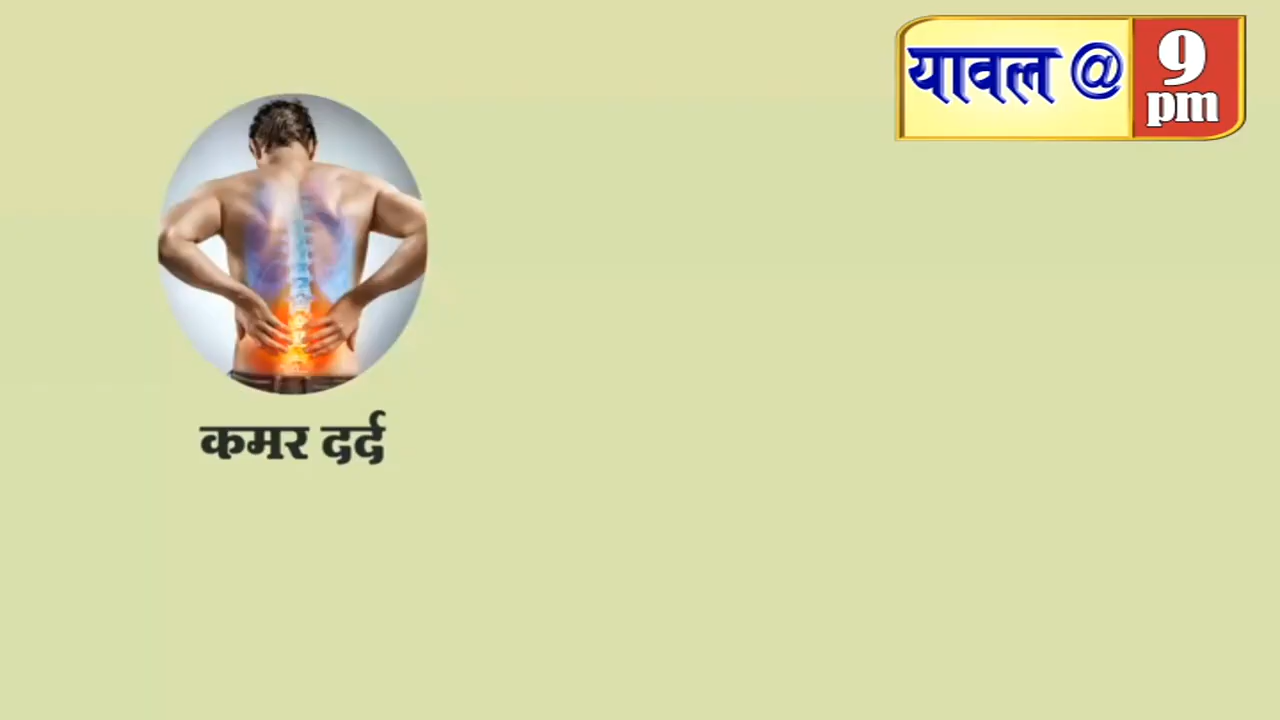 यावल @ 9
pm
कमर दर्द